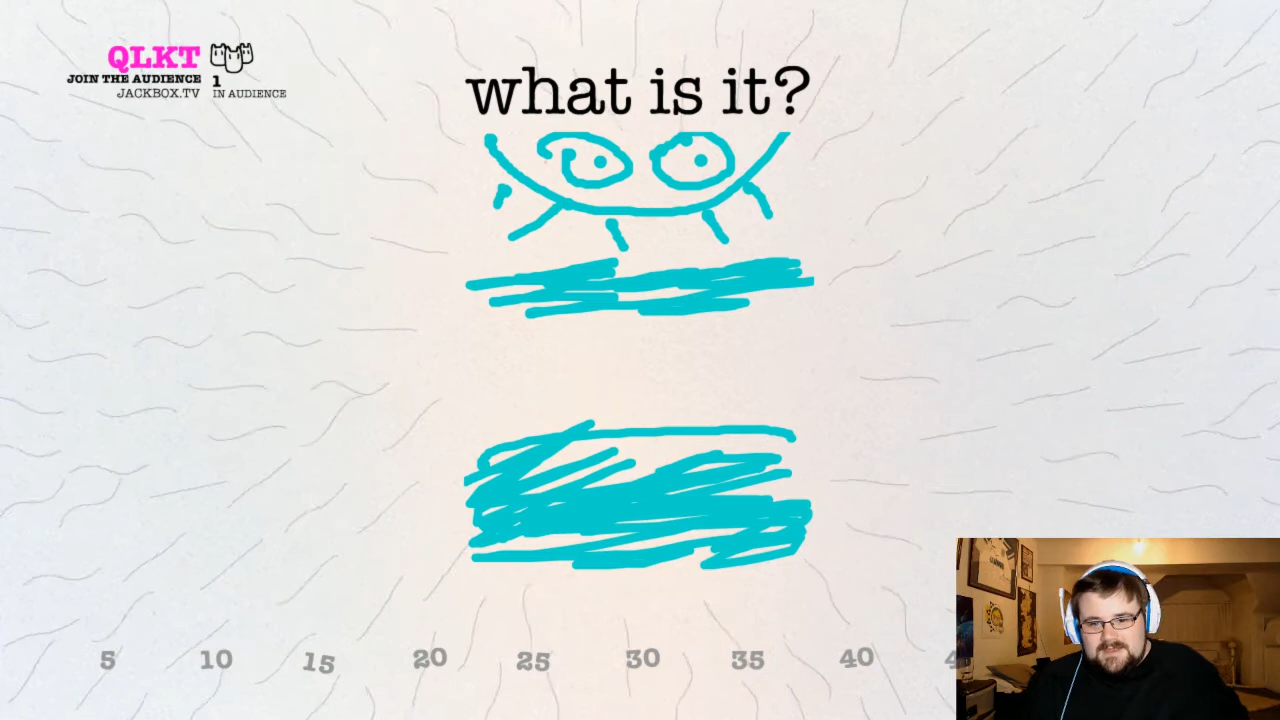 QLKT
JOIN THE AUDIENCE 1
JACKBOX.TV IN AUDIENCE
what is it?
5 10 15 20 25 30 35 40